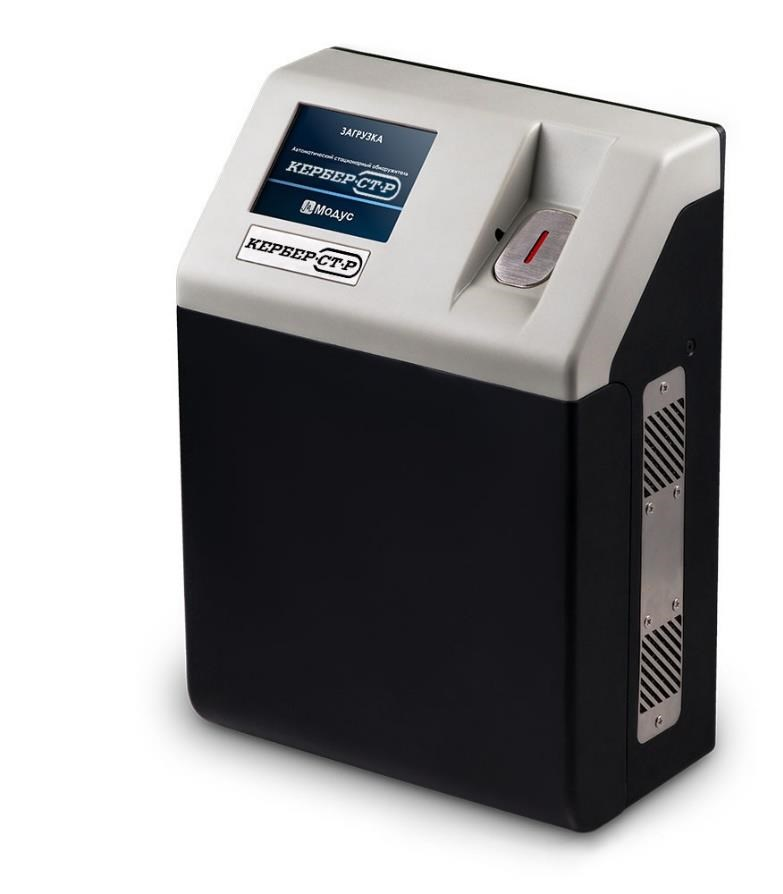 ЗАГРУЗКА
Автоматический стационарный обнаружитель
КЕРБЕР-СТ-Р
Модус
КЕРБЕР-СТ-Р